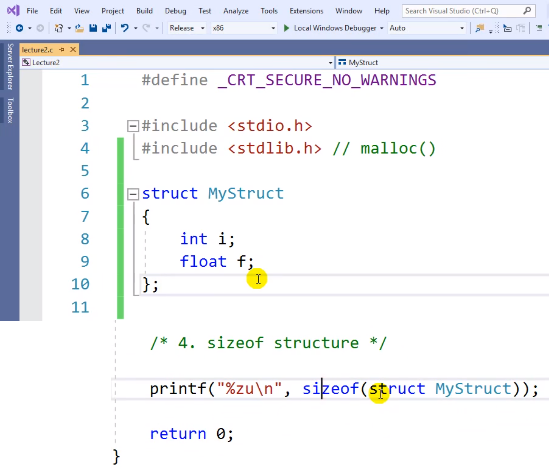 File Edit View Project Build Debug Test Analyze Tools Extensions Window Help Search Visual Studio (Ctrl+Q)
Release x86 Local Windows Debugger Auto
lecture2.c
Lecture2 MyStruct
Server Explorer
Toolbox
1 #define _CRT_SECURE_NO_WARNINGS
2
3 #include <stdio.h>
4 #include <stdlib.h> // malloc()
5
6 struct MyStruct
7 {
8 int i;
9 float f;
10 };
11
/* 4. sizeof structure */
printf("%zu\n", sizeof(struct MyStruct));
return 0;
}